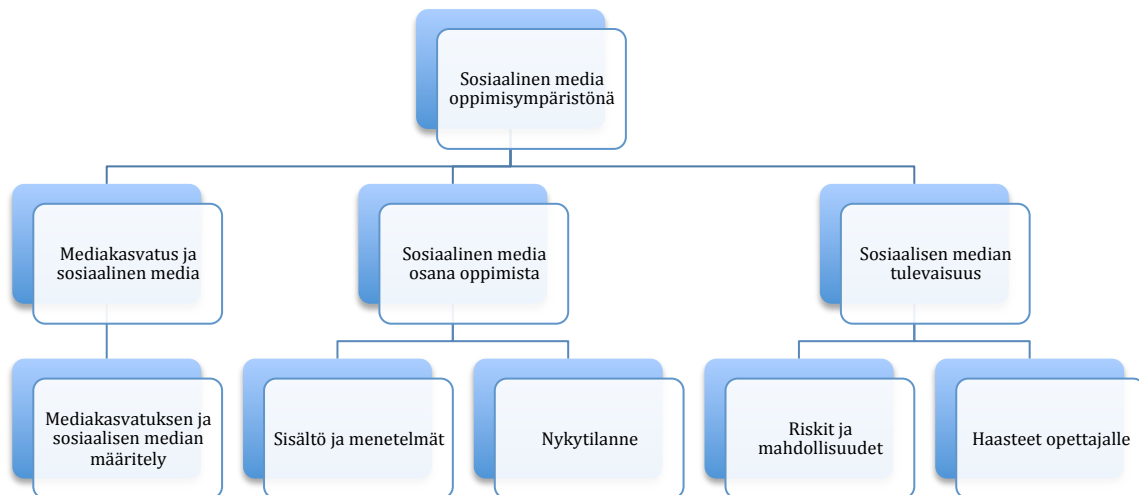 Sosiaalinen media
oppimisympäristönä
Mediakasvatus ja
sosiaalinen media
Sosiaalinen media
osana oppimista
Sosiaalisen median
tulevaisuus
Mediakasvatuksen ja
sosiaalisen median
määritely
Sisältö ja menetelmät
Nykytilanne
Riskit ja
mahdollisuudet
Haasteet opettajalle